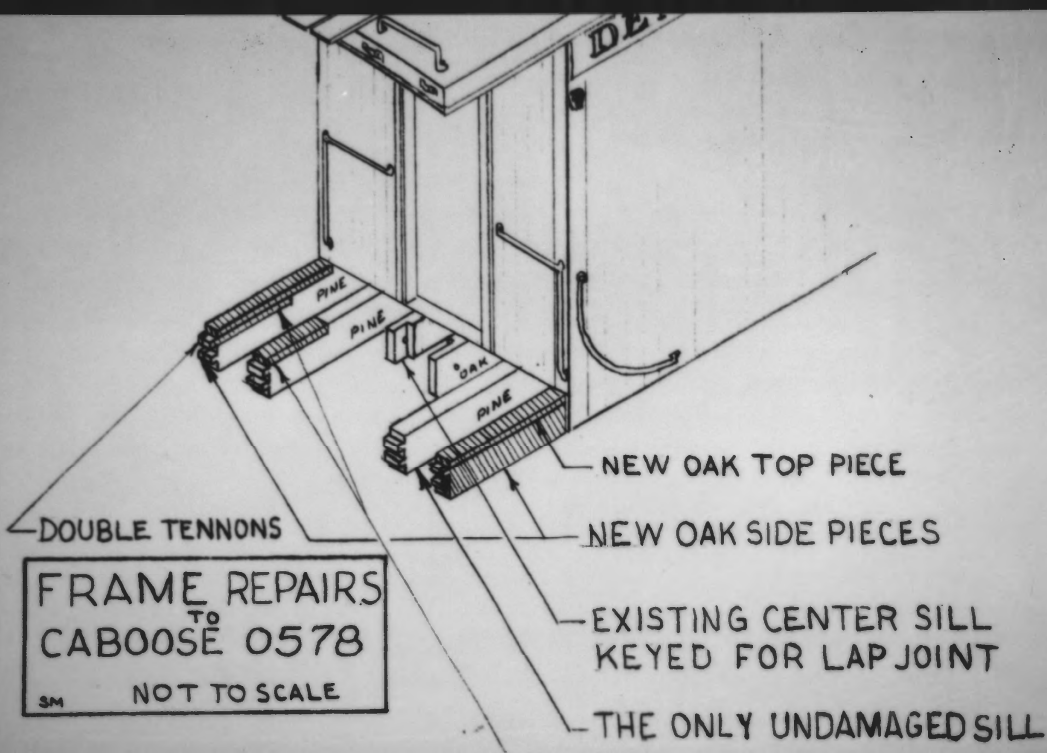 DE
PINE
PINE
OAK
PINE
NEW OAK TOP PIECE
DOUBLE TENNONS
NEW OAK SIDE PIECES
FRAME REPAIRS
TO
CABOOSE 0578
SM NOT TO SCALE
EXISTING CENTER SILL
KEYED FOR LAP JOINT
THE ONLY UNDAMAGED SILL